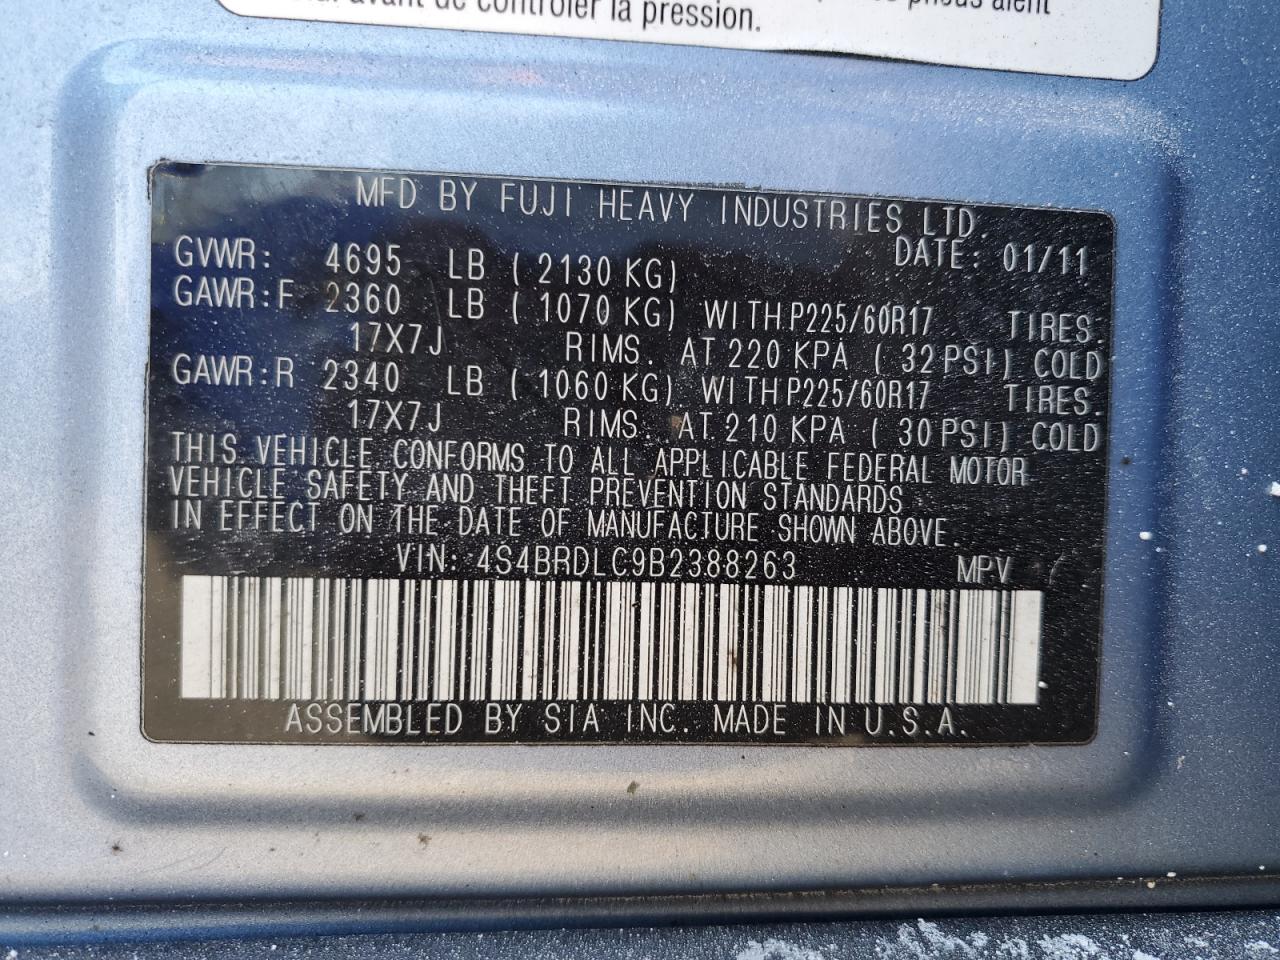 avant de contrôler la pression.
pneus aient
MFD BY FUJI HEAVY INDUSTRIES LTD.
DATE: 01/11
GVWR: 4695 LB ( 2130 KG)
GAWR:F 2360 LB ( 1070 KG) WITH P225/60R17 TIRES.
17X7J RIMS. AT 220 KPA ( 32 PSI) COLD
GAWR:R 2340 LB ( 1060 KG) WITH P225/60R17 TIRES.
17X7J RIMS. AT 210 KPA ( 30 PSI) COLD
THIS VEHICLE CONFORMS TO ALL APPLICABLE FEDERAL MOTOR
VEHICLE SAFETY AND THEFT PREVENTION STANDARDS
IN EFFECT ON THE DATE OF MANUFACTURE SHOWN ABOVE.
VIN: 4S4BRDLC9B2388263 MPV
ASSEMBLED BY SIA INC. MADE IN U.S.A.